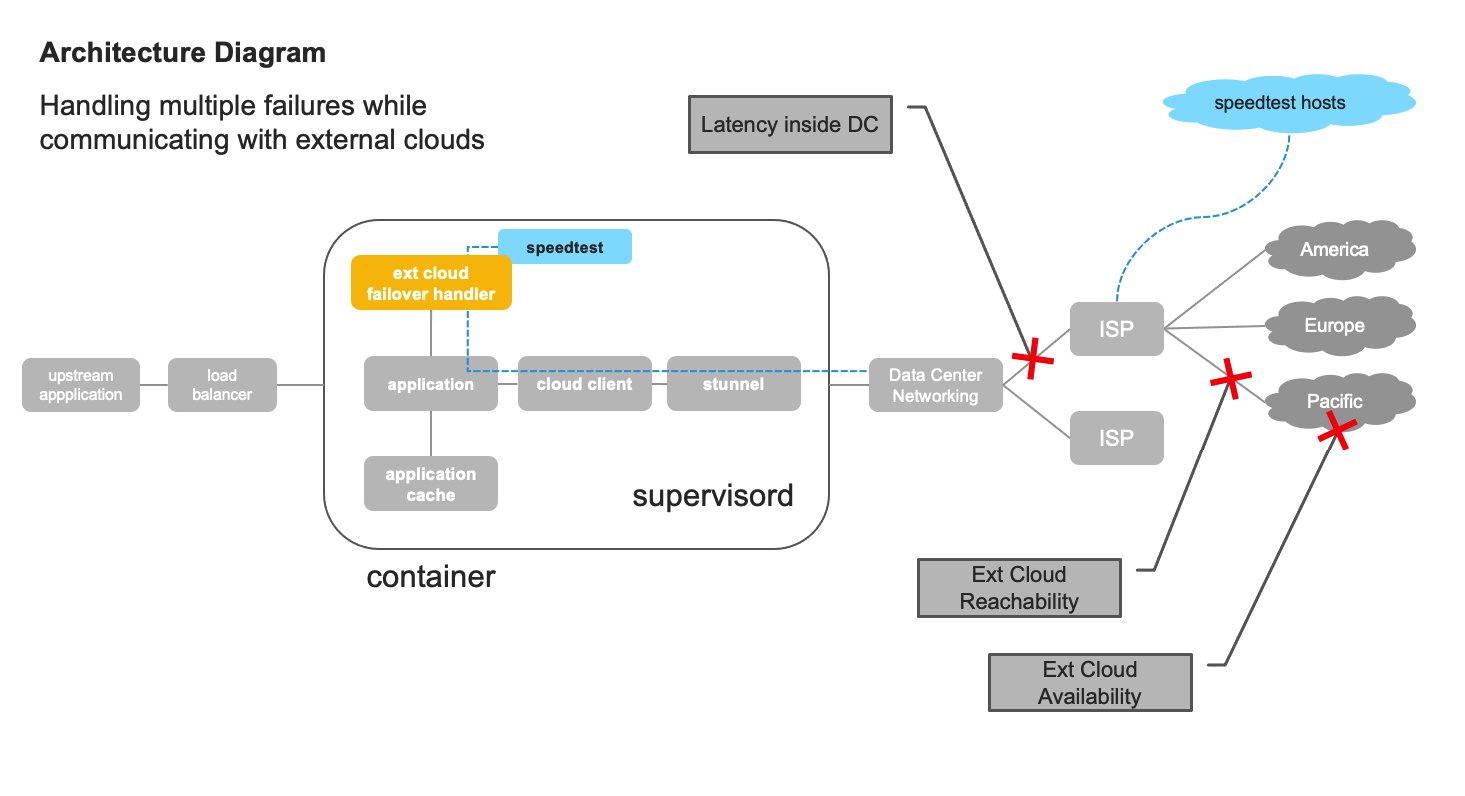 Architecture Diagram
Handling multiple failures while
communicating with external clouds
Latency inside DC
speedtest hosts
speedtest
ext cloud
failover handler
America
ISP
Europe
upstream
appplication
load
balancer
application
cloud client
stunnel
Data Center
Networking
Pacific
ISP
application
cache
supervisord
container
Ext Cloud
Reachability
Ext Cloud
Availability